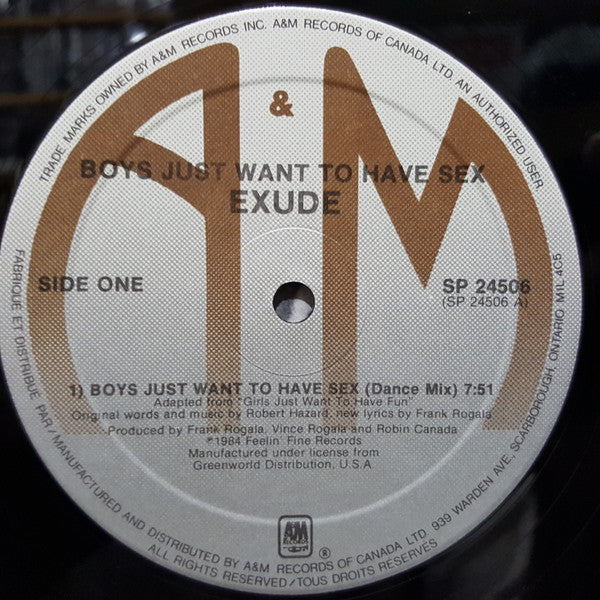 TRADE MARKS OWNED BY A&M RECORDS INC. A&M RECORDS OF CANADA LTD. AN AUTHORIZED USER
A&M
BOYS JUST WANT TO HAVE SEX
EXUDE
SIDE ONE
SP 24506
(SP 24506 A)
1) BOYS JUST WANT TO HAVE SEX (Dance Mix) 7:51
Adapted from "Girls Just Want To Have Fun"
Original words and music by Robert Hazard, new lyrics by Frank Rogala
Produced by Frank Rogala, Vince Rogala and Robin Canada
℗1984 Feelin' Fine Records
Manufactured under license from
Greenworld Distribution, U.S.A.
A&M
RECORDS
®
FABRIQUE ET DISTRIBUE PAR/MANUFACTURED AND DISTRIBUTED BY A&M RECORDS OF CANADA LTD 939 WARDEN AVE., SCARBOROUGH, ONTARIO M1L 4C5
ALL RIGHTS RESERVED/TOUS DROITS RESERVÉS